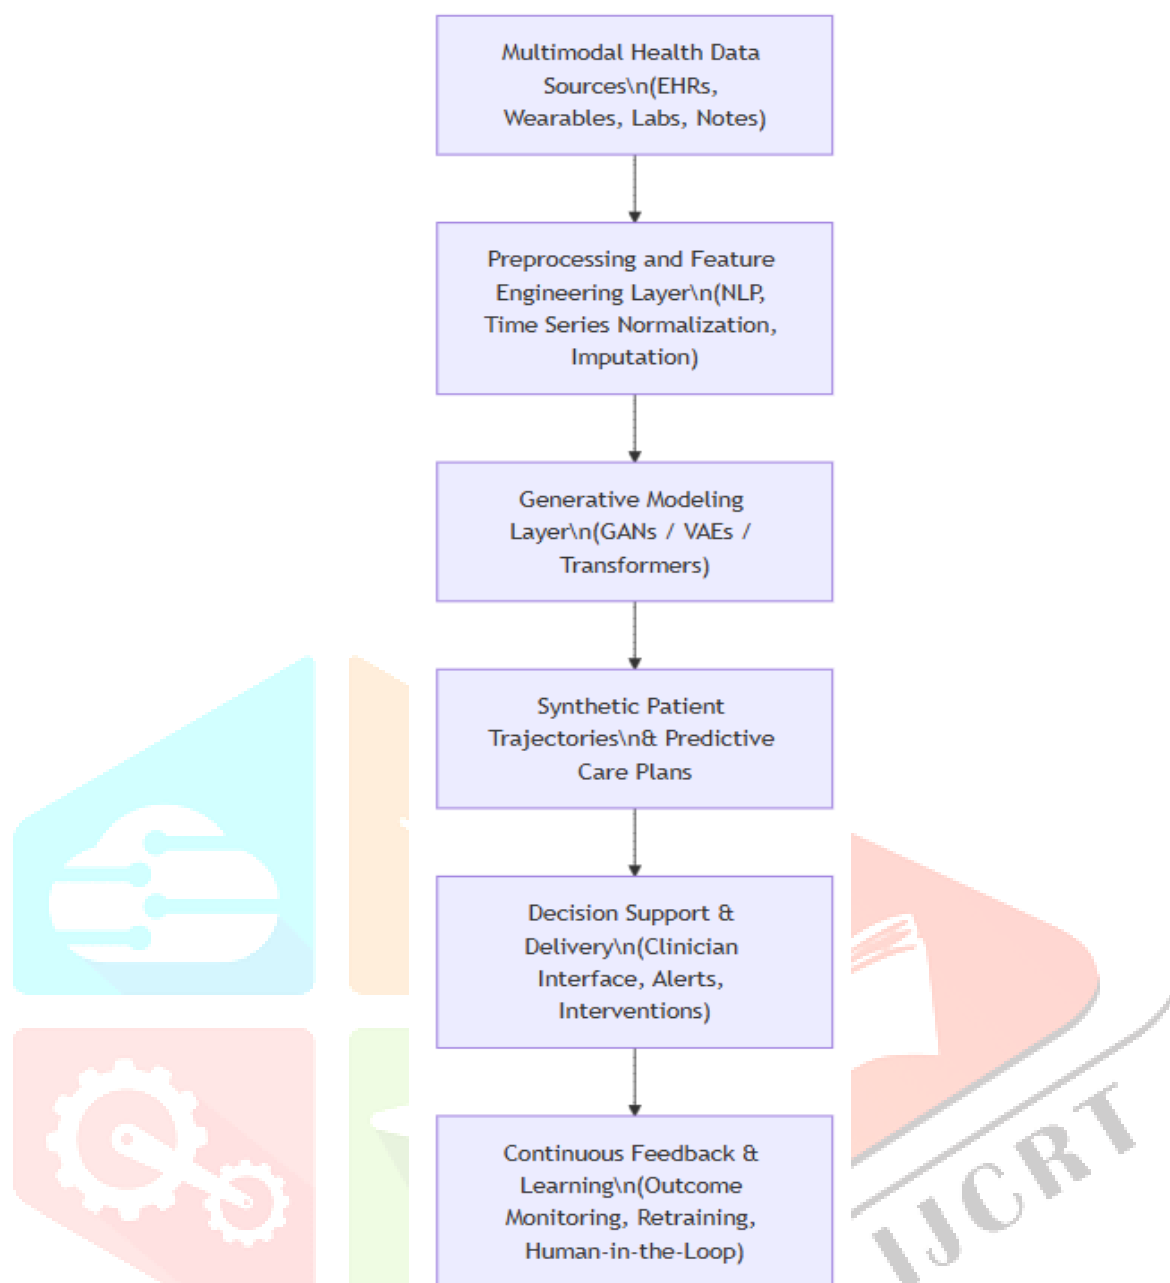 Multimodal Health Data
Sources\n(EHRs,
Wearables, Labs, Notes)
Preprocessing and Feature
Engineering Layer\n(NLP,
Time Series Normalization,
Imputation)
Generative Modeling
Layer\n(GANs / VAEs /
Transformers)
Synthetic Patient
Trajectories\n& Predictive
Care Plans
Decision Support &
Delivery\n(Clinician
Interface, Alerts,
Interventions)
Continuous Feedback &
Learning\n(Outcome
Monitoring, Retraining,
Human-in-the-Loop)
IJCRT